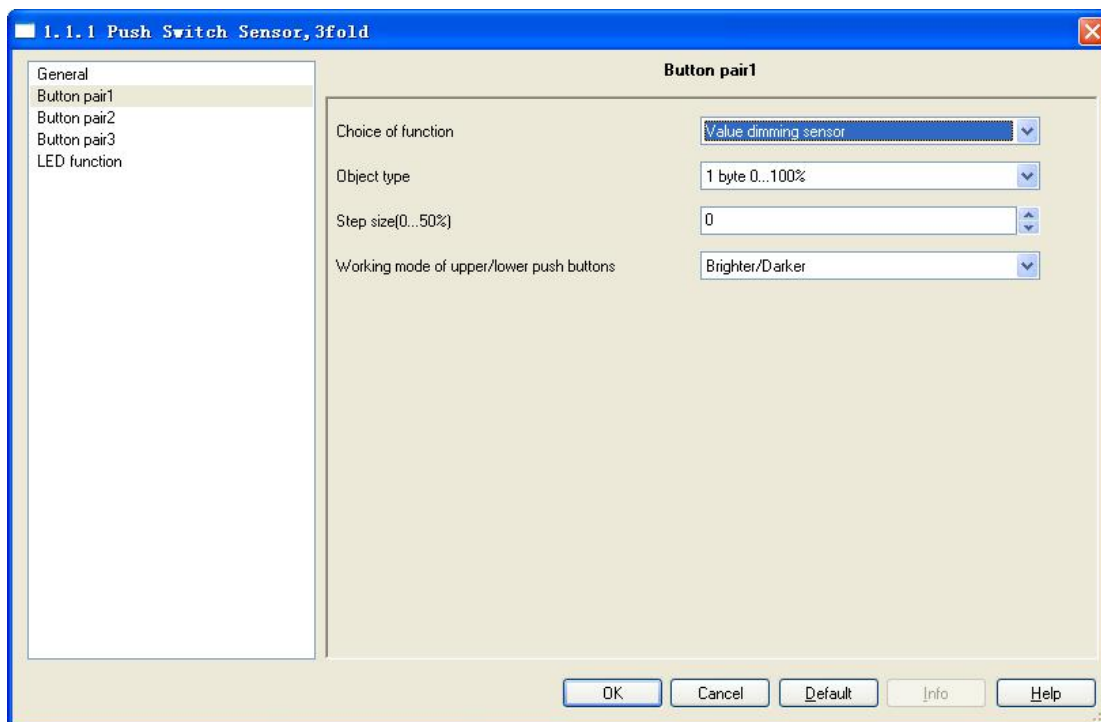 1.1.1 Push Switch Sensor,3fold
General
Button pair1
Button pair2
Button pair3
LED function
Button pair1
Choice of function Value dimming sensor
Object type 1 byte 0...100%
Step size(0...50%) 0
Working mode of upper/lower push buttons Brighter/Darker
OK Cancel Default Info Help